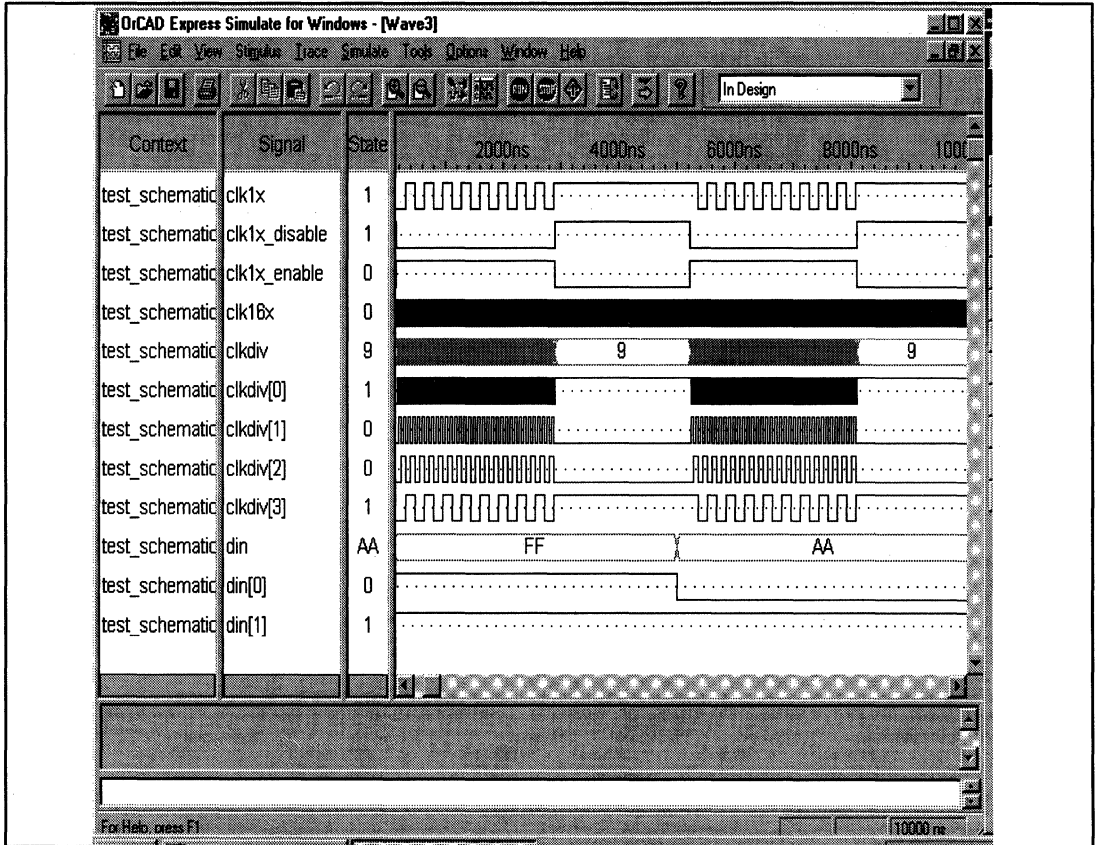 OrCAD Express Simulate for Windows - [Wave3]
File Edit View Stimulus Trace Simulate Tools Options Window Help
RUN STOP ? In Design
Context Signal State 2000ns 4000ns 6000ns 8000ns 1000
test_schematic clk1x 1
test_schematic clk1x_disable 1
test_schematic clk1x_enable 0
test_schematic clk16x 0
test_schematic clkdiv 9 9 9
test_schematic clkdiv[0] 1
test_schematic clkdiv[1] 0
test_schematic clkdiv[2] 0
test_schematic clkdiv[3] 1
test_schematic din AA FF AA
test_schematic din[0] 0
test_schematic din[1] 1
For Help, press F1 10000 ns